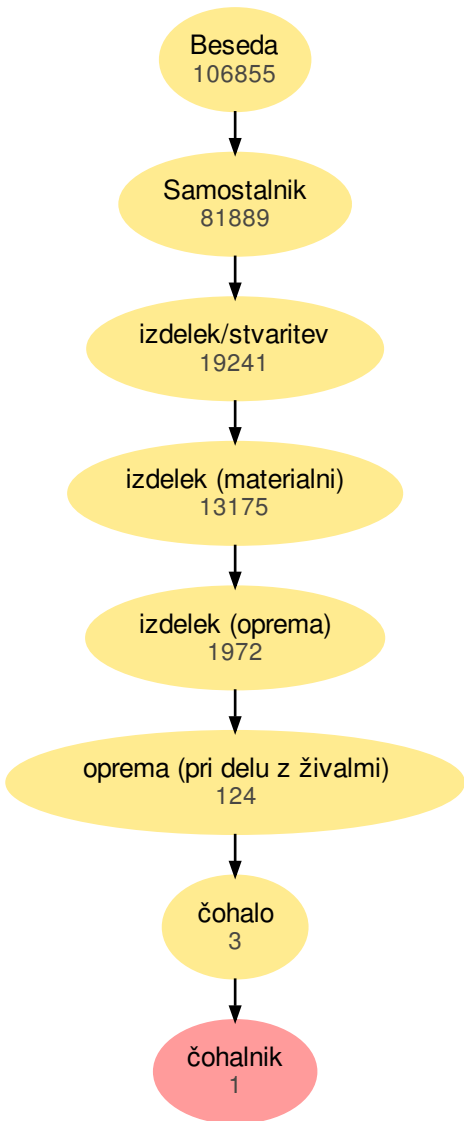 Beseda
106855
Samostalnik
81889
izdelek/stvaritev
19241
izdelek (materialni)
13175
izdelek (oprema)
1972
oprema (pri delu z živalmi)
124
čohalo
3
čohalnik
1